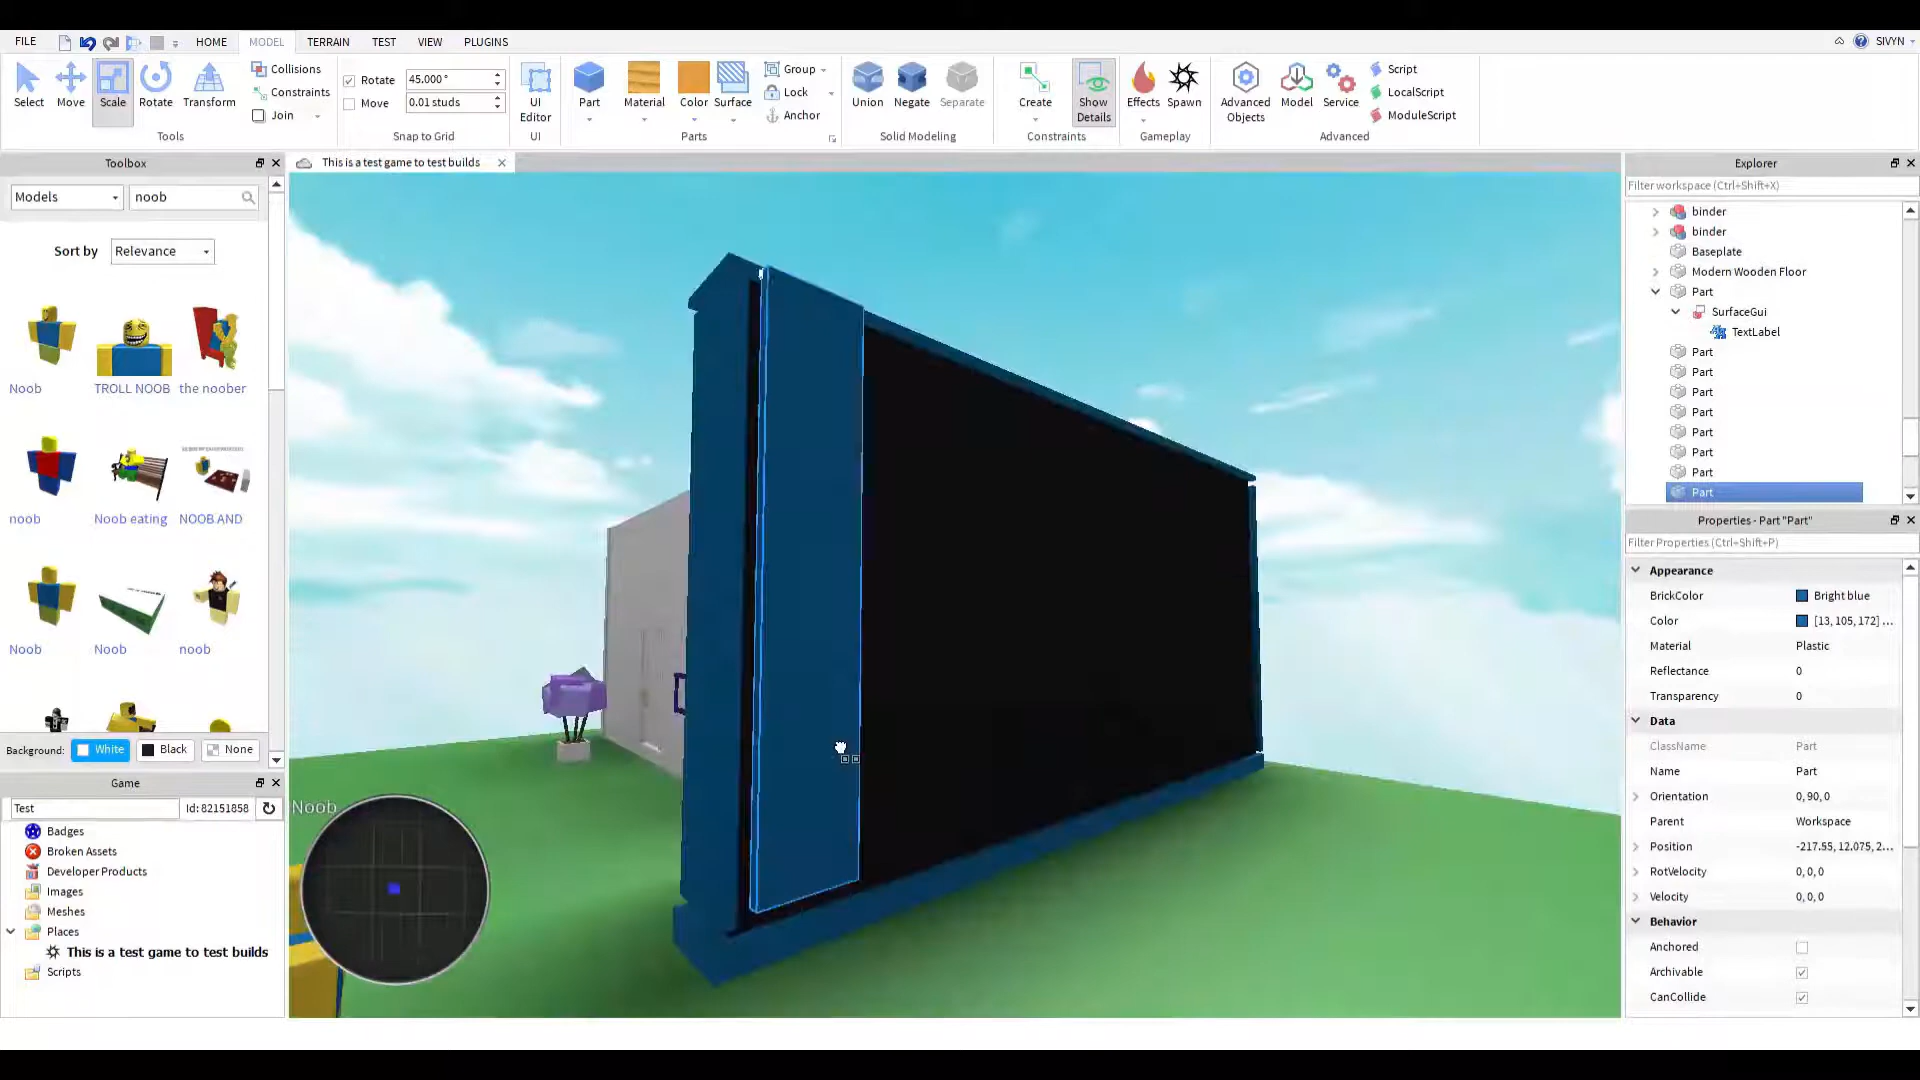 FILE
HOME
MODEL
TERRAIN
TEST
VIEW
PLUGINS
SIVYN
Select
Move
Scale
Rotate
Transform
Tools
Collisions
Constraints
Join
Rotate
45.000°
Move
0.01 studs
Snap to Grid
UI
Editor
UI
Part
Material
Color
Surface
Group
Lock
Anchor
Parts
Union
Negate
Separate
Solid Modeling
Create
Show
Details
Constraints
Effects
Spawn
Gameplay
Advanced
Objects
Model
Service
Script
LocalScript
ModuleScript
Advanced
Toolbox
Models
noob
Sort by
Relevance
Noob
TROLL NOOB
the noober
noob
Noob eating
NOOB AND
Noob
Noob
noob
Background:
White
Black
None
Game
Test
Id: 82151858
Badges
Broken Assets
Developer Products
Images
Meshes
Places
This is a test game to test builds
Scripts
This is a test game to test builds
Noob
Explorer
Filter workspace (Ctrl+Shift+X)
binder
binder
Baseplate
Modern Wooden Floor
Part
SurfaceGui
TextLabel
Part
Part
Part
Part
Part
Part
Part
Part
Properties - Part "Part"
Filter Properties (Ctrl+Shift+P)
Appearance
BrickColor Bright blue
Color [13, 105, 172] ...
Material Plastic
Reflectance 0
Transparency 0
Data
ClassName Part
Name Part
Orientation 0, 90, 0
Parent Workspace
Position -217.55, 12.075, 2...
RotVelocity 0, 0, 0
Velocity 0, 0, 0
Behavior
Anchored
Archivable
CanCollide